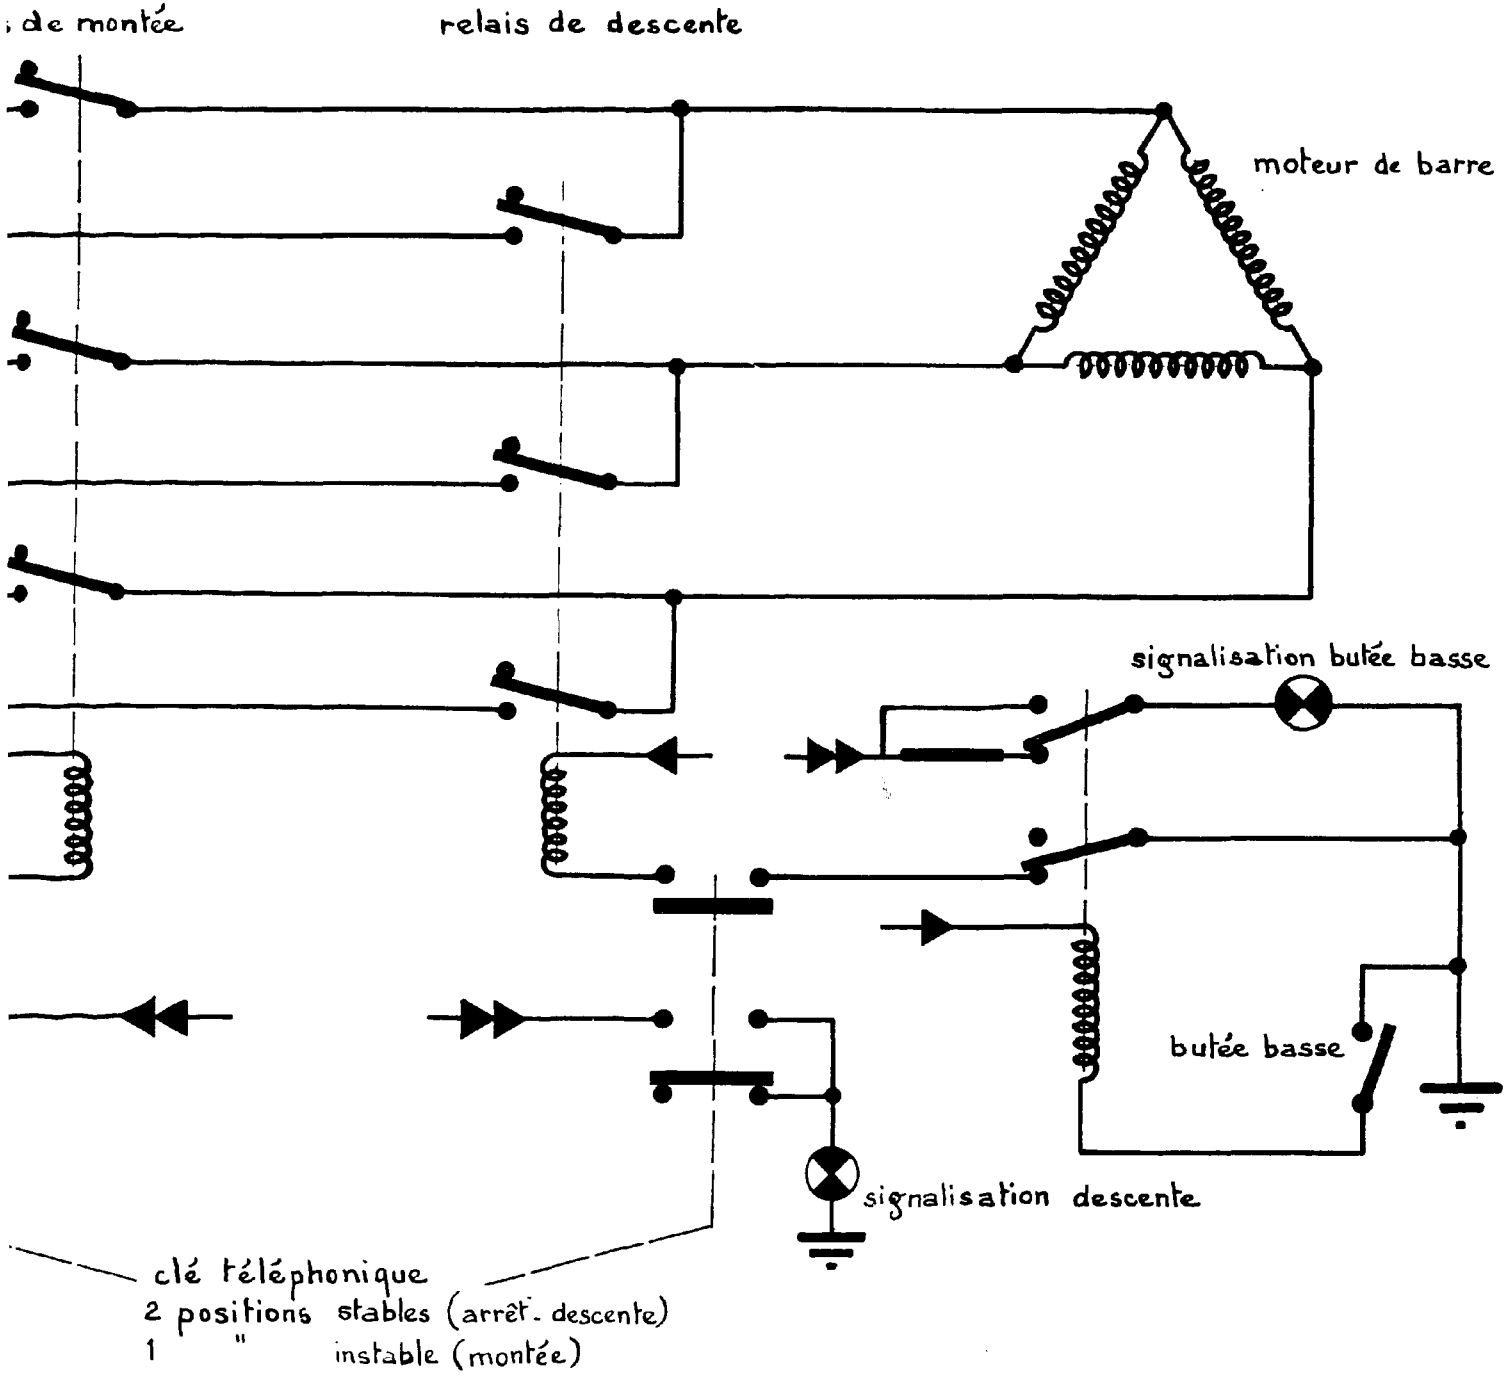 de montée
relais de descente
moteur de barre
signalisation butée basse
butée basse
signalisation descente
clé téléphonique
2 positions stables (arrêt - descente)
1 " instable (montée)